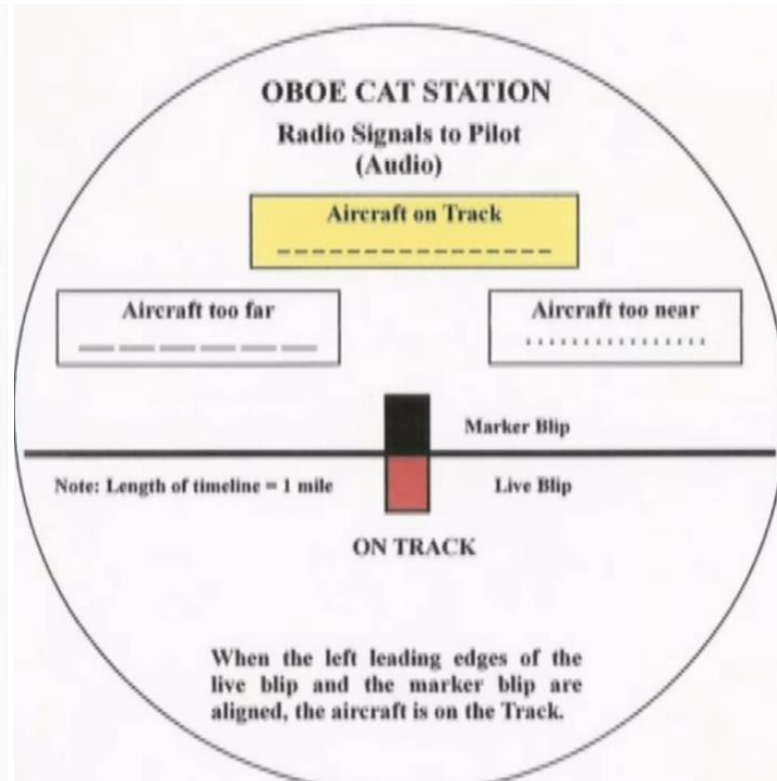 OBOE CAT STATION
Radio Signals to Pilot
(Audio)
Aircraft on Track
Aircraft too far
Aircraft too near
Marker Blip
Note: Length of timeline = 1 mile
Live Blip
ON TRACK
When the left leading edges of the
live blip and the marker blip are
aligned, the aircraft is on the Track.